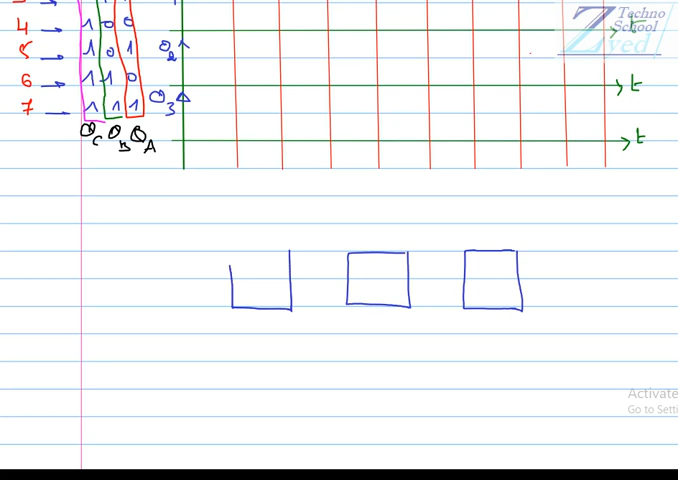 4 → 1 0 0 t
5 → 1 0 1 Q2
6 → 1 1 0 t
7 → 1 1 1 Q3
QC QB QA t
Techno
School
Zyed
Activate
Go to Setti